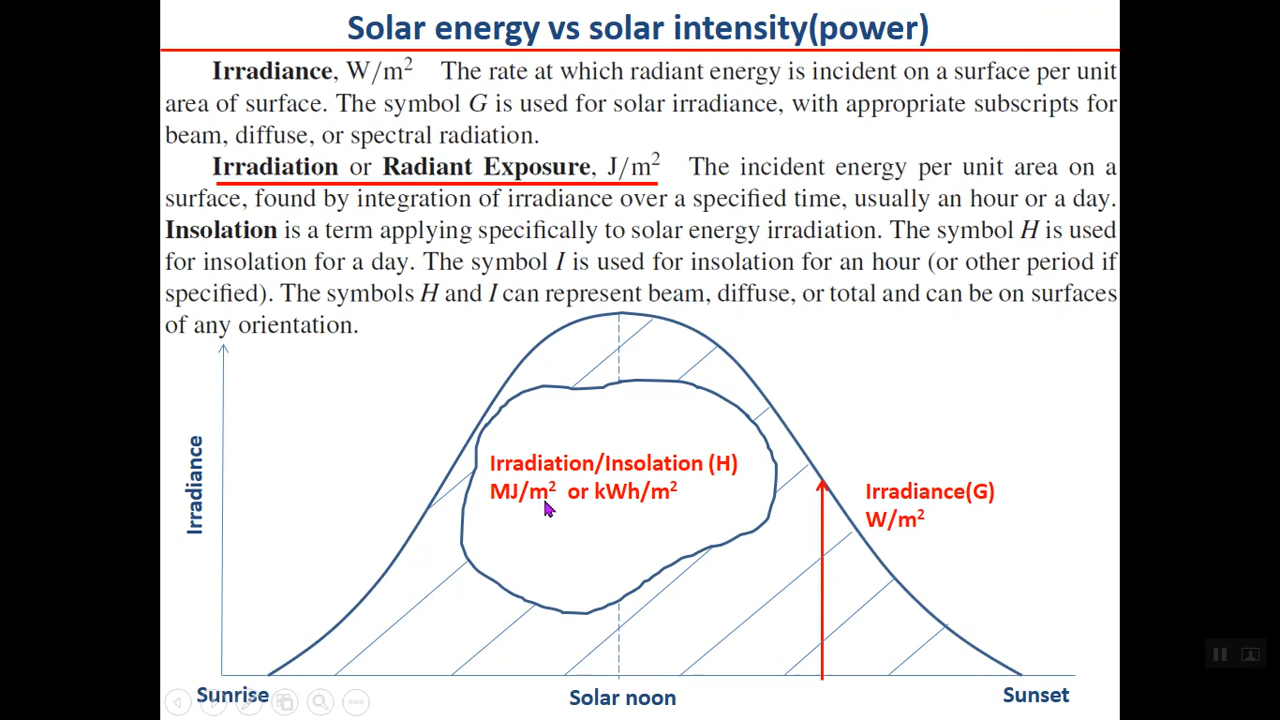 Solar energy vs solar intensity(power)
Irradiance, W/m² The rate at which radiant energy is incident on a surface per unit
area of surface. The symbol G is used for solar irradiance, with appropriate subscripts for
beam, diffuse, or spectral radiation.
Irradiation or Radiant Exposure, J/m² The incident energy per unit area on a
surface, found by integration of irradiance over a specified time, usually an hour or a day.
Insolation is a term applying specifically to solar energy irradiation. The symbol H is used
for insolation for a day. The symbol I is used for insolation for an hour (or other period if
specified). The symbols H and I can represent beam, diffuse, or total and can be on surfaces
of any orientation.
Irradiance
Irradiation/Insolation (H)
MJ/m² or kWh/m²
Irradiance(G)
W/m²
Sunrise
Solar noon
Sunset